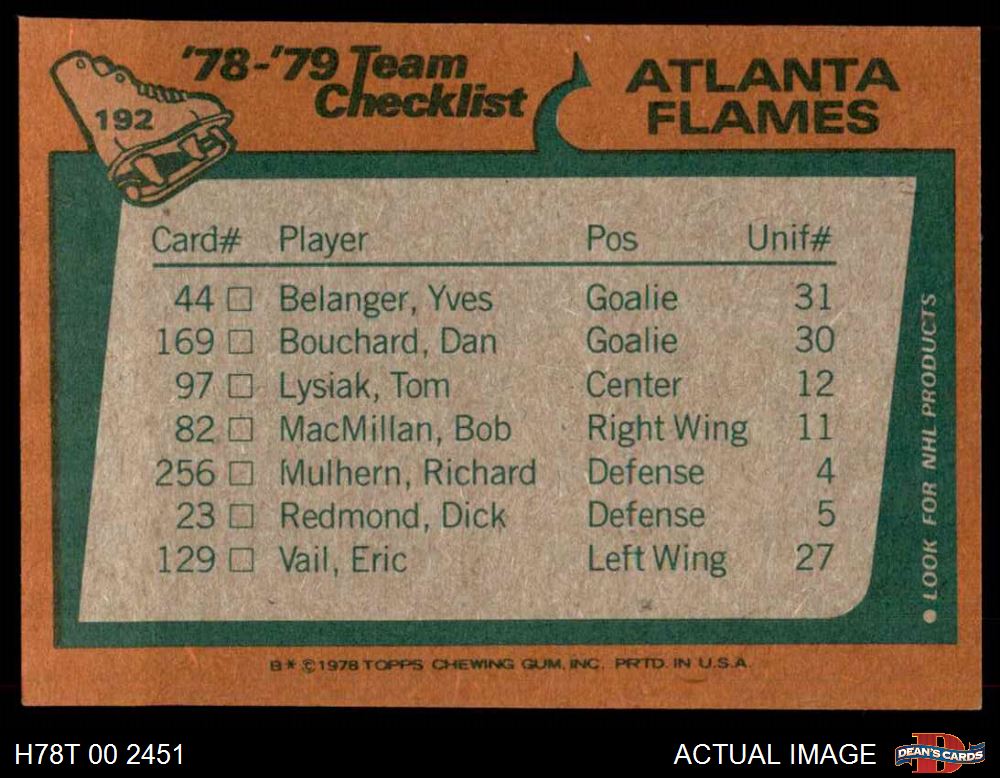 192
'78-'79 Team
Checklist
ATLANTA
FLAMES
Card# Player Pos Unif#
44 □ Belanger, Yves Goalie 31
169 □ Bouchard, Dan Goalie 30
97 □ Lysiak, Tom Center 12
82 □ MacMillan, Bob Right Wing 11
256 □ Mulhern, Richard Defense 4
23 □ Redmond, Dick Defense 5
129 □ Vail, Eric Left Wing 27
● LOOK FOR NHL PRODUCTS
B* ©1978 TOPPS CHEWING GUM, INC. PRTD. IN U.S.A.
H78T 00 2451
ACTUAL IMAGE
D
DEAN'S CARDS